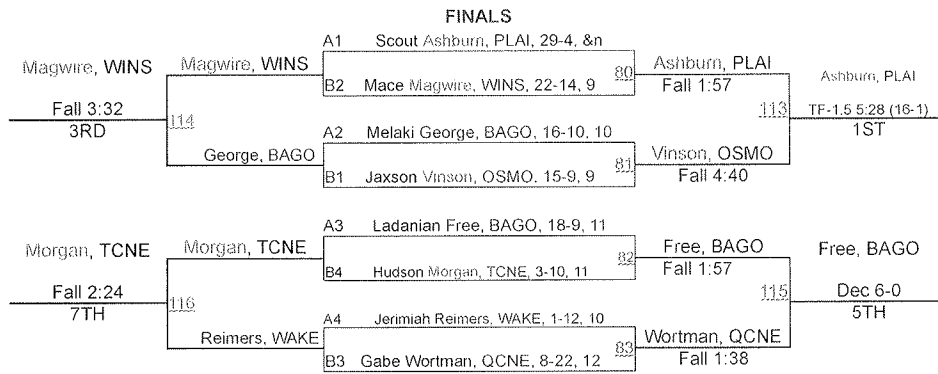 FINALS
A1 Scout Ashburn, PLAI, 29-4, &n
Magwire, WINS Magwire, WINS 80 Ashburn, PLAI Ashburn, PLAI
B2 Mace Magwire, WINS, 22-14, 9 Fall 1:57
Fall 3:32 114 113 TF-1.5 5:28 (16-1)
3RD A2 Melaki George, BAGO, 16-10, 10 1ST
George, BAGO 81 Vinson, OSMO
B1 Jaxson Vinson, OSMO, 15-9, 9 Fall 4:40
A3 Ladanian Free, BAGO, 18-9, 11
Morgan, TCNE Morgan, TCNE 82 Free, BAGO Free, BAGO
B4 Hudson Morgan, TCNE, 3-10, 11 Fall 1:57
Fall 2:24 116 115 Dec 6-0
7TH A4 Jerimiah Reimers, WAKE, 1-12, 10 5TH
Reimers, WAKE 83 Wortman, QCNE
B3 Gabe Wortman, QCNE, 8-22, 12 Fall 1:38